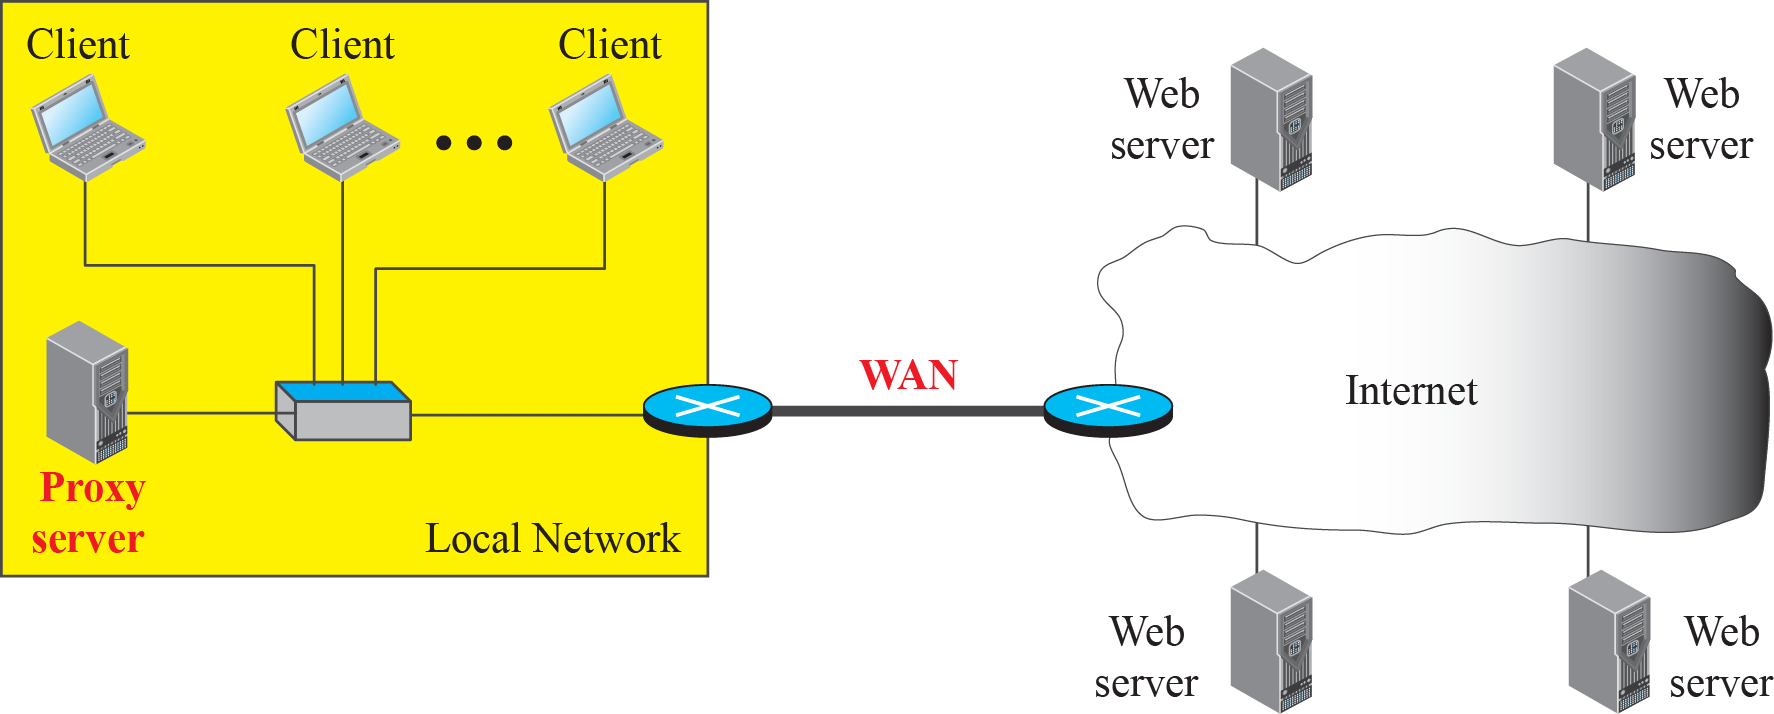 Client
Client
Client
Proxy
server
Local Network
WAN
Internet
Web
server
Web
server
Web
server
Web
server